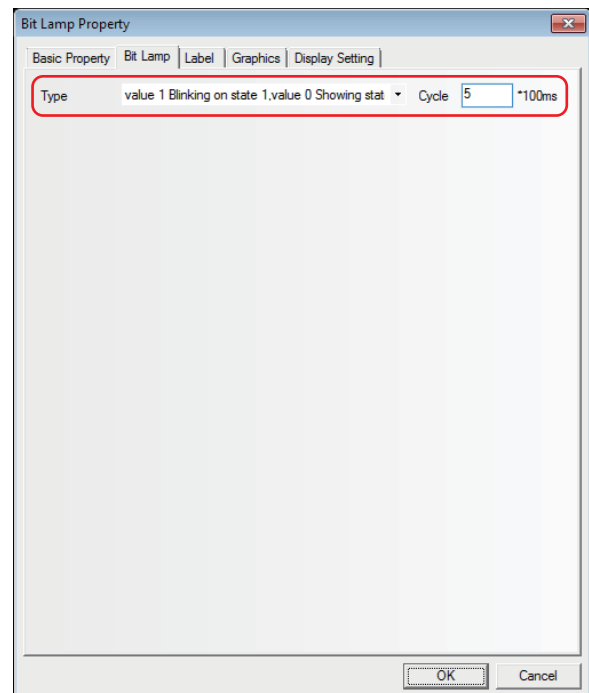 Bit Lamp Property
Basic Property Bit Lamp Label Graphics Display Setting
Type value 1 Blinking on state 1,value 0 Showing stat Cycle 5 *100ms
OK Cancel